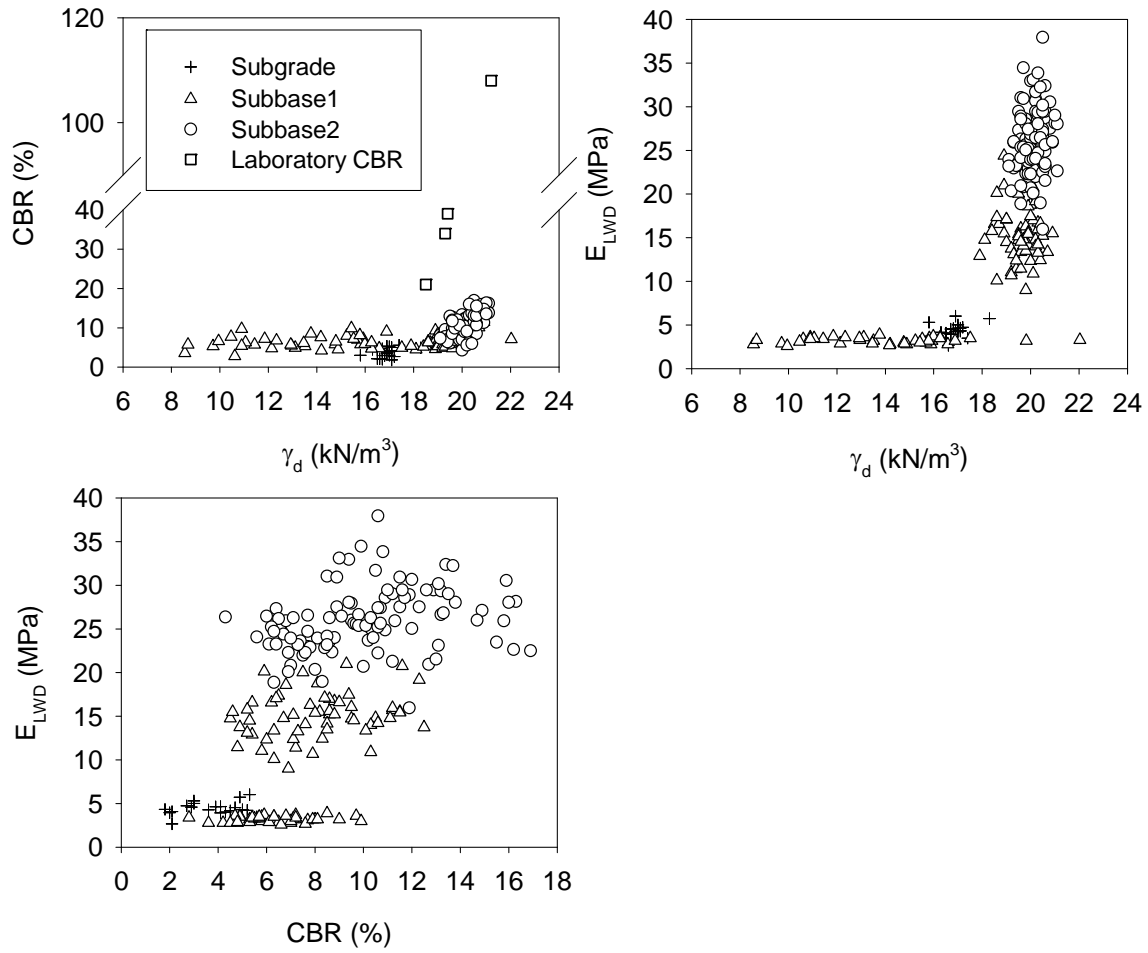 120
100
40
30
20
10
0
CBR (%)
Subgrade
Subbase1
Subbase2
Laboratory CBR
6 8 10 12 14 16 18 20 22 24
γd (kN/m3)
40
35
30
25
20
15
10
5
0
ELWD (MPa)
6 8 10 12 14 16 18 20 22 24
γd (kN/m3)
40
35
30
25
20
15
10
5
0
ELWD (MPa)
0 2 4 6 8 10 12 14 16 18
CBR (%)